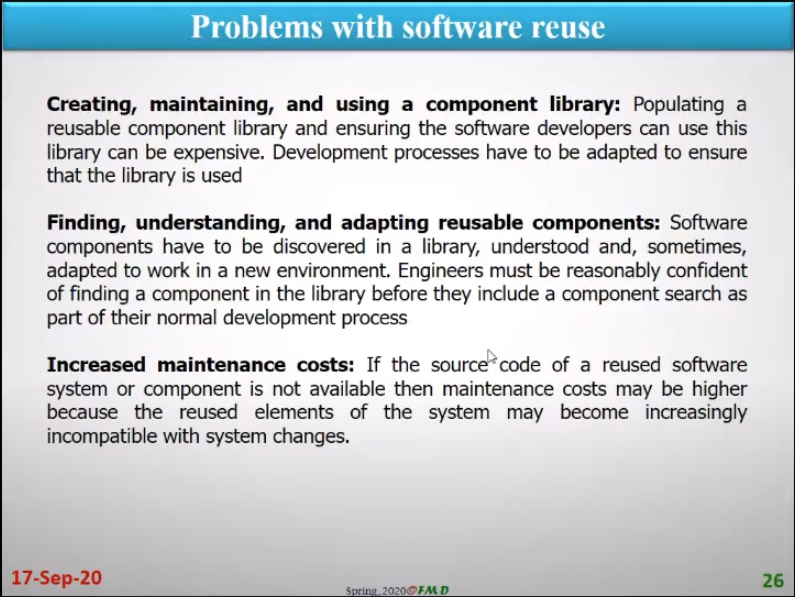 Problems with software reuse
Creating, maintaining, and using a component library: Populating a
reusable component library and ensuring the software developers can use this
library can be expensive. Development processes have to be adapted to ensure
that the library is used
Finding, understanding, and adapting reusable components: Software
components have to be discovered in a library, understood and, sometimes,
adapted to work in a new environment. Engineers must be reasonably confident
of finding a component in the library before they include a component search as
part of their normal development process
Increased maintenance costs: If the source code of a reused software
system or component is not available then maintenance costs may be higher
because the reused elements of the system may become increasingly
incompatible with system changes.
17-Sep-20
Spring_2020©FMD
26